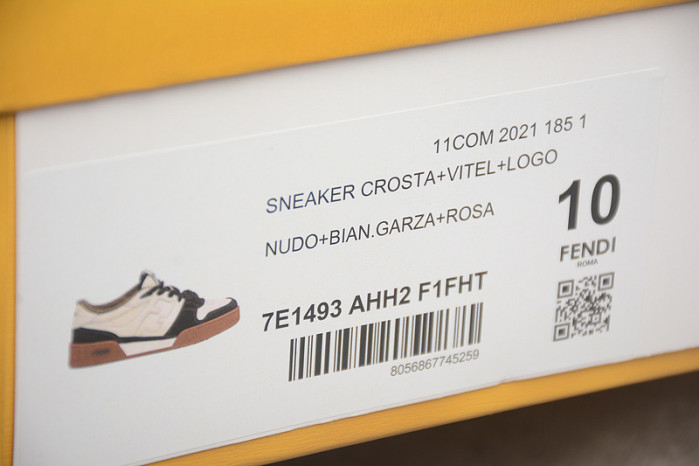 11COM 2021 185 1
SNEAKER CROSTA+VITEL+LOGO
NUDO+BIAN.GARZA+ROSA
10
FENDI
ROMA
7E1493 AHH2 F1FHT
8056867745259